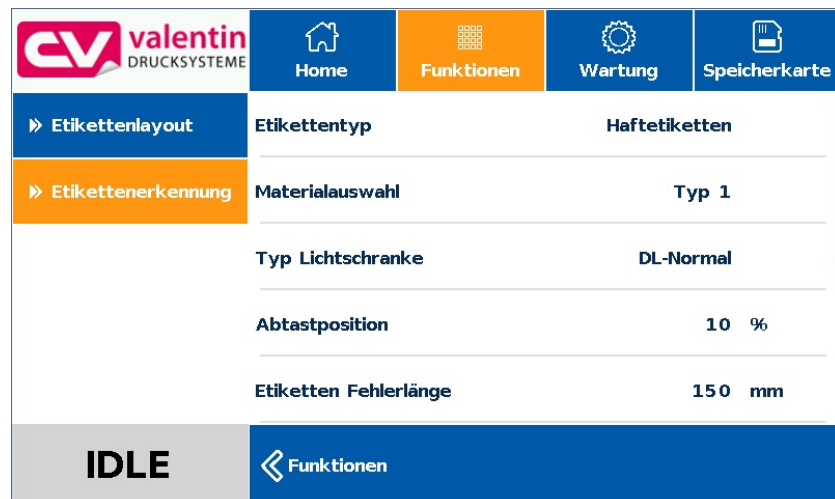 valentin
DRUCKSYSTEME
Home
Funktionen
Wartung
Speicherkarte
Etikettenlayout
Etikettenerkennung
Etikettentyp Haftetiketten
Materialauswahl Typ 1
Typ Lichtschranke DL-Normal
Abtastposition 10 %
Etiketten Fehlerlänge 150 mm
IDLE
Funktionen